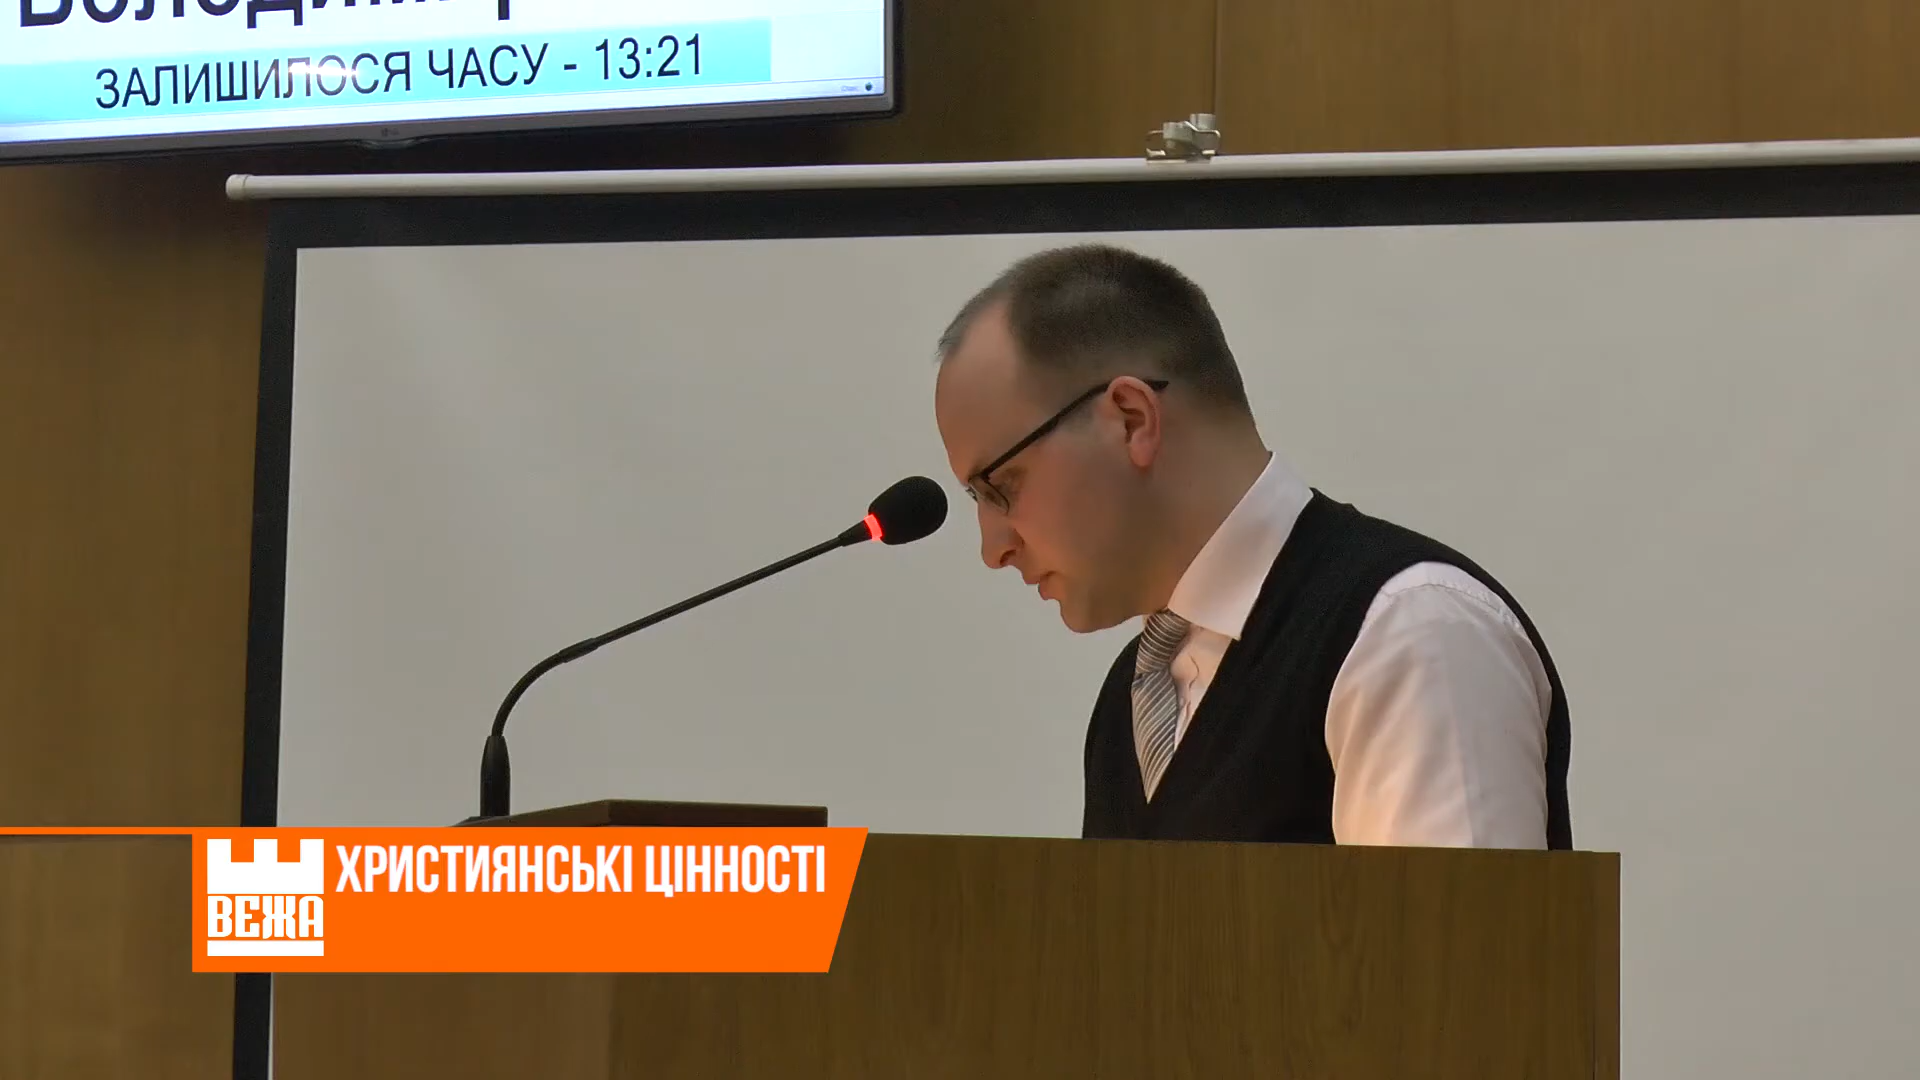 ЗАЛИШИЛОСЯ ЧАСУ - 13:21
ХРИСТИЯНСЬКІ ЦІННОСТІ
ВЕЖА